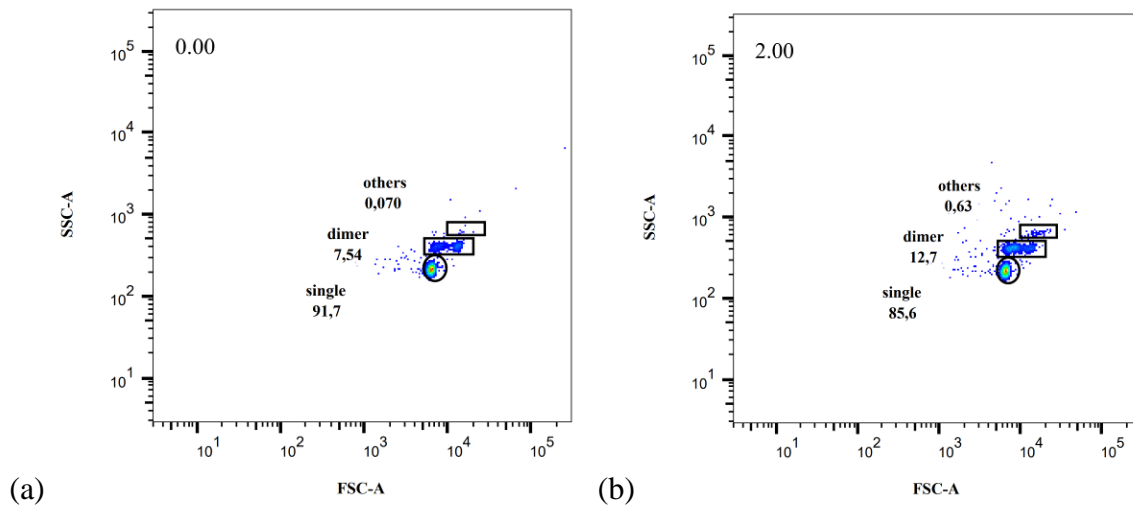 0.00
10^5
10^4
10^3
10^2
10^1
SSC-A
others
0,070
dimer
7,54
single
91,7
10^1 10^2 10^3 10^4 10^5
FSC-A
(a)
2.00
10^5
10^4
10^3
10^2
10^1
SSC-A
others
0,63
dimer
12,7
single
85,6
10^1 10^2 10^3 10^4 10^5
FSC-A
(b)